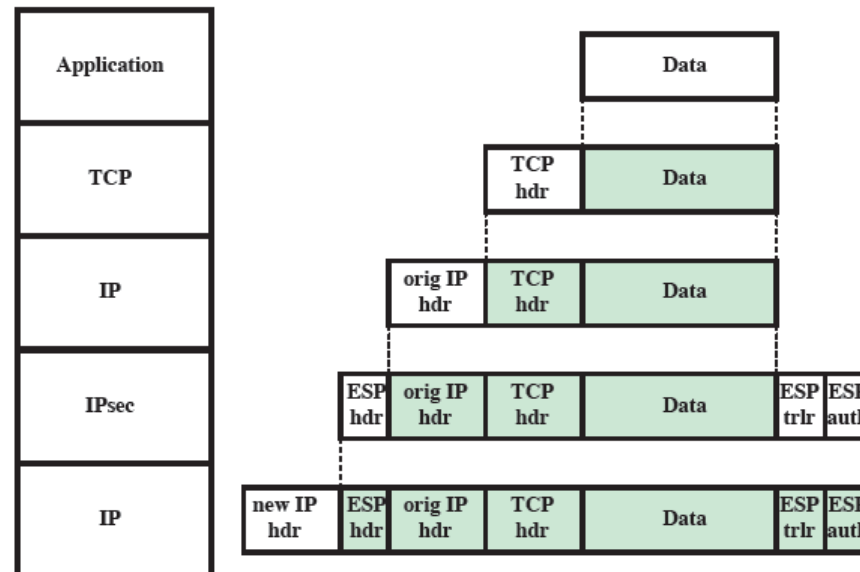 Application
Data
TCP
TCP
hdr
Data
IP
orig IP
hdr
TCP
hdr
Data
IPsec
ESP
hdr
orig IP
hdr
TCP
hdr
Data
ESP
trlr
IP
new IP
hdr
ESP
hdr
orig IP
hdr
TCP
hdr
Data
ESP
trlr